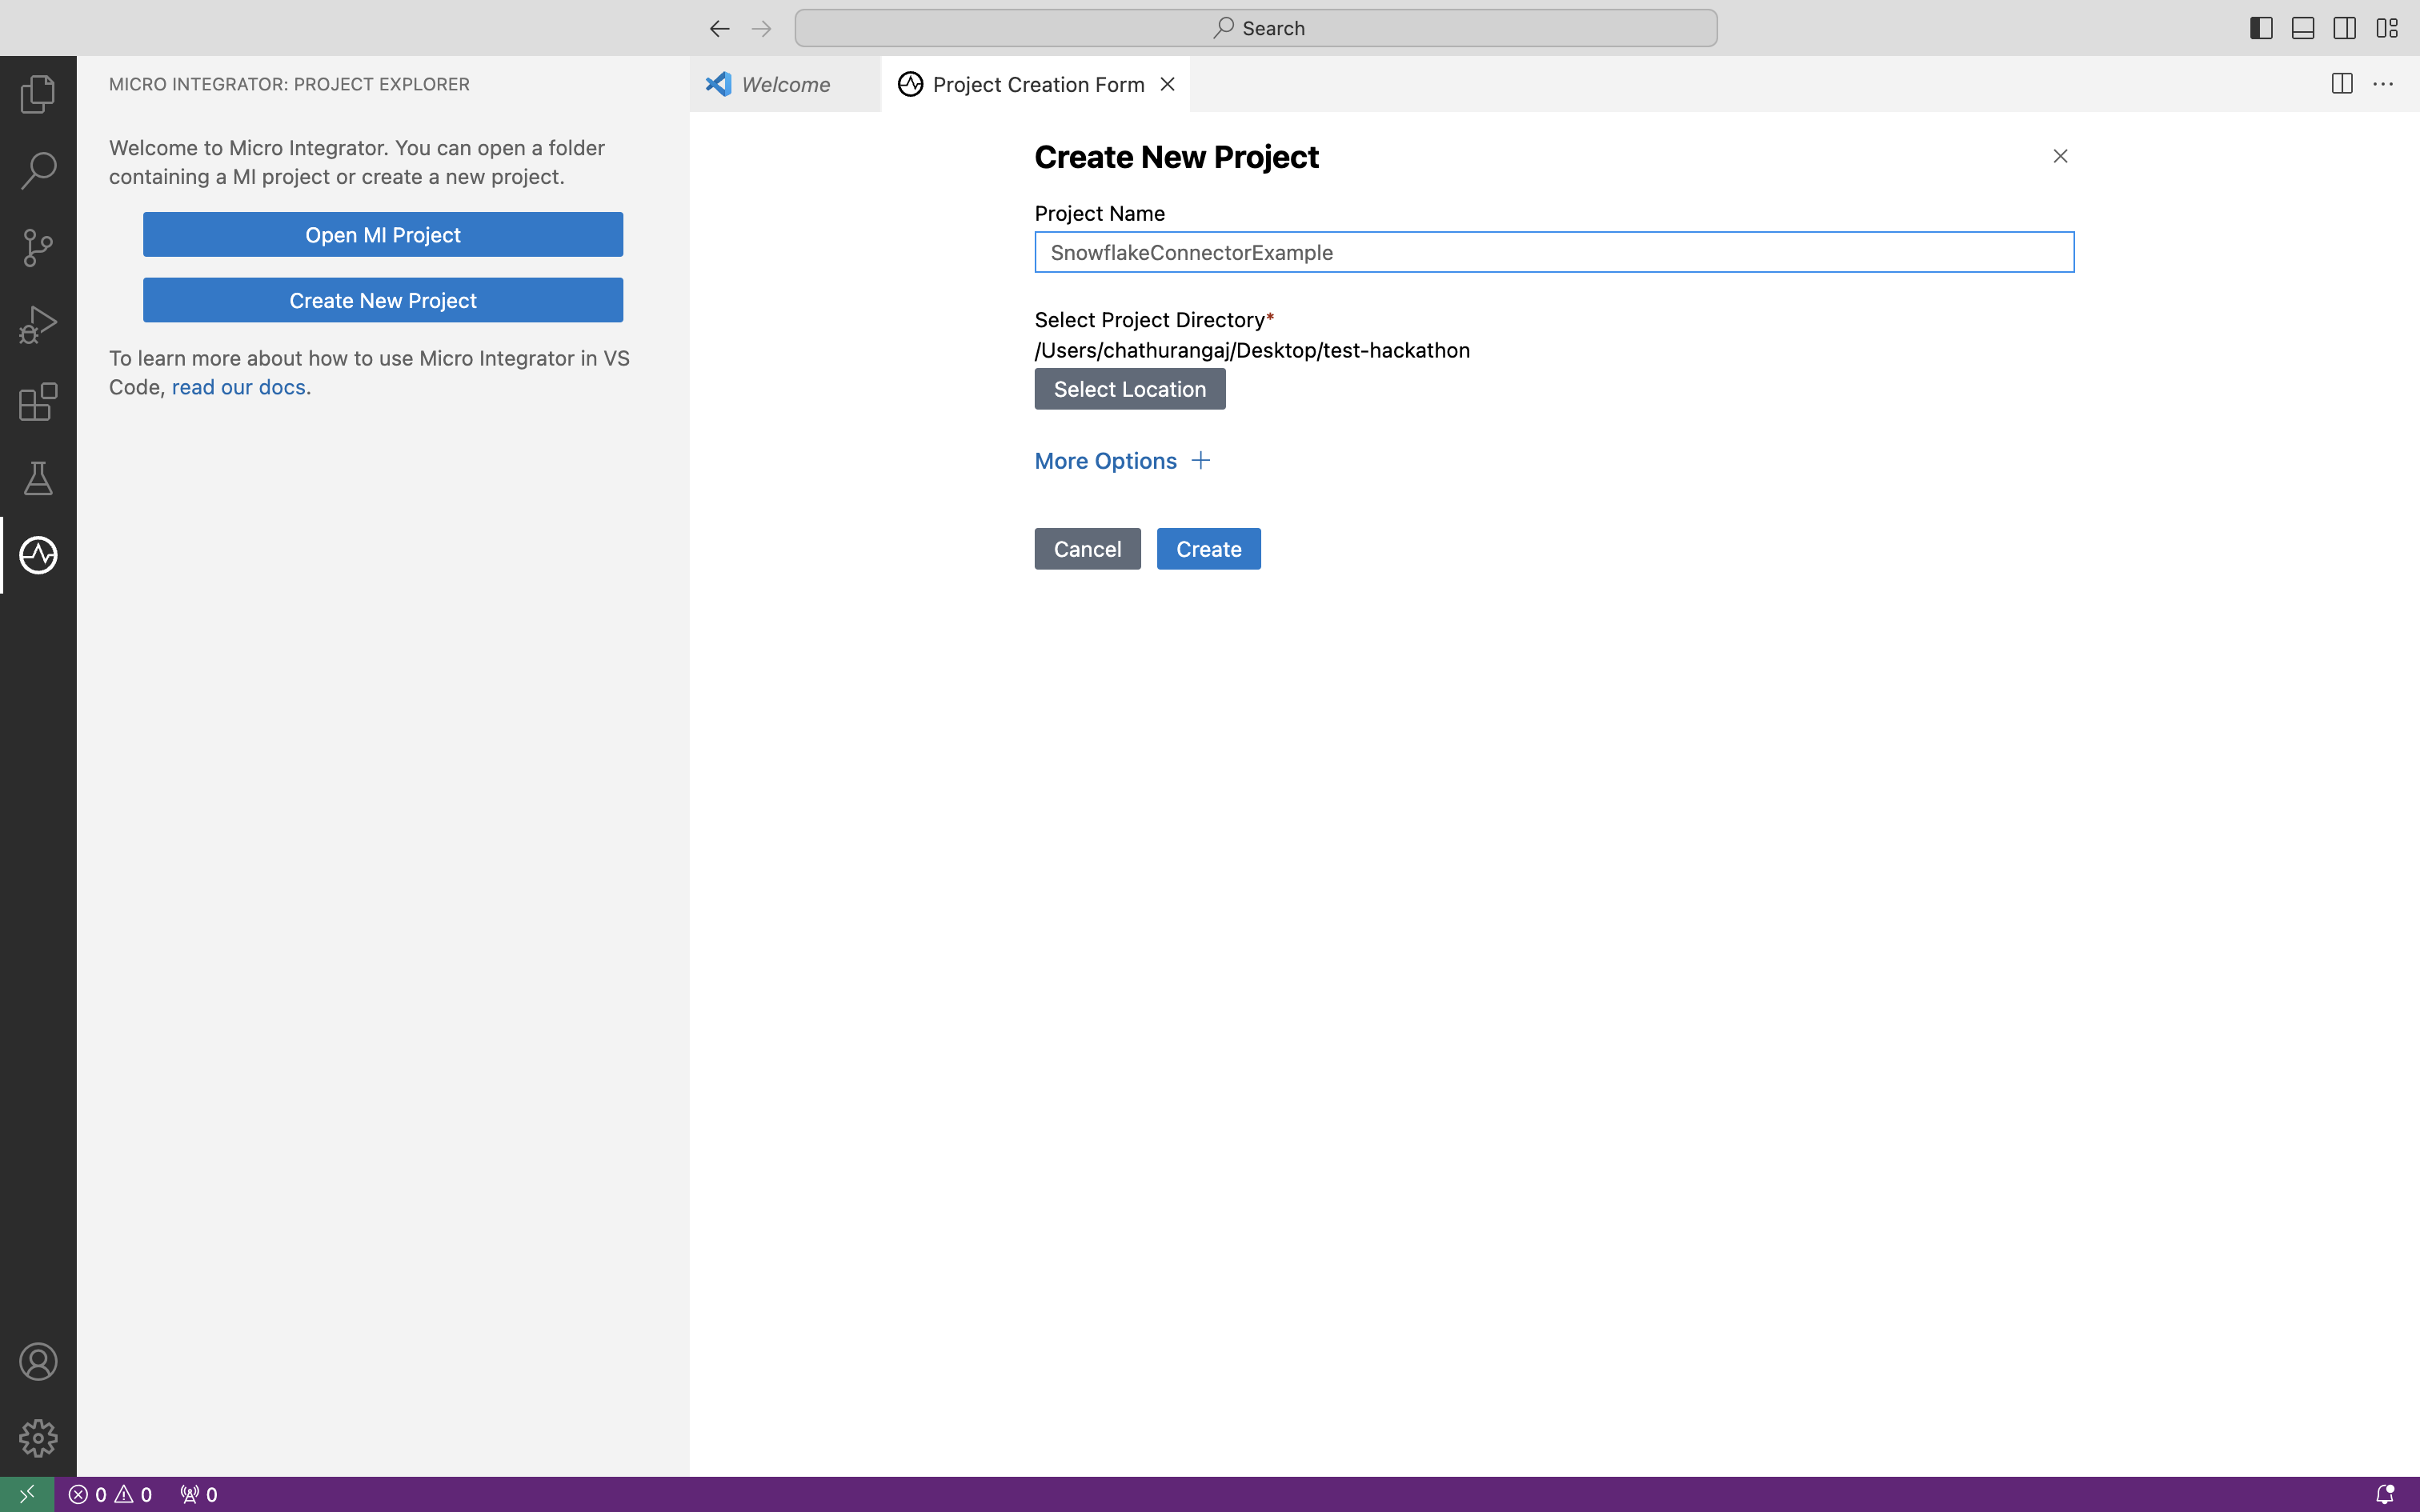 Search
MICRO INTEGRATOR: PROJECT EXPLORER
Welcome to Micro Integrator. You can open a folder
containing a MI project or create a new project.
Open MI Project
Create New Project
To learn more about how to use Micro Integrator in VS
Code, read our docs.
Welcome
Project Creation Form
Create New Project
Project Name
SnowflakeConnectorExample
Select Project Directory*
/Users/chathurangaj/Desktop/test-hackathon
Select Location
More Options
Cancel
Create
0 0 0